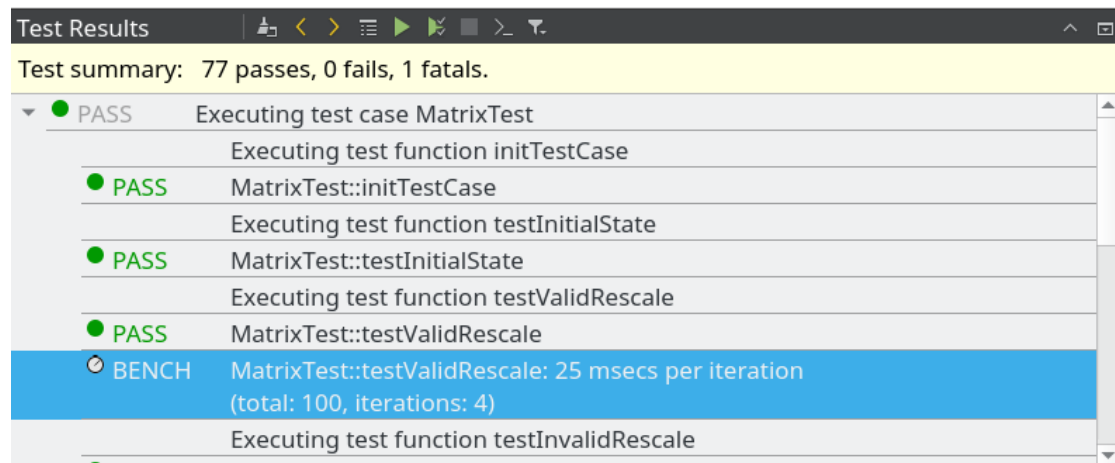 Test Results
Test summary: 77 passes, 0 fails, 1 fatals.
PASS Executing test case MatrixTest
Executing test function initTestCase
PASS MatrixTest::initTestCase
Executing test function testInitialState
PASS MatrixTest::testInitialState
Executing test function testValidRescale
PASS MatrixTest::testValidRescale
BENCH MatrixTest::testValidRescale: 25 msecs per iteration
(total: 100, iterations: 4)
Executing test function testInvalidRescale